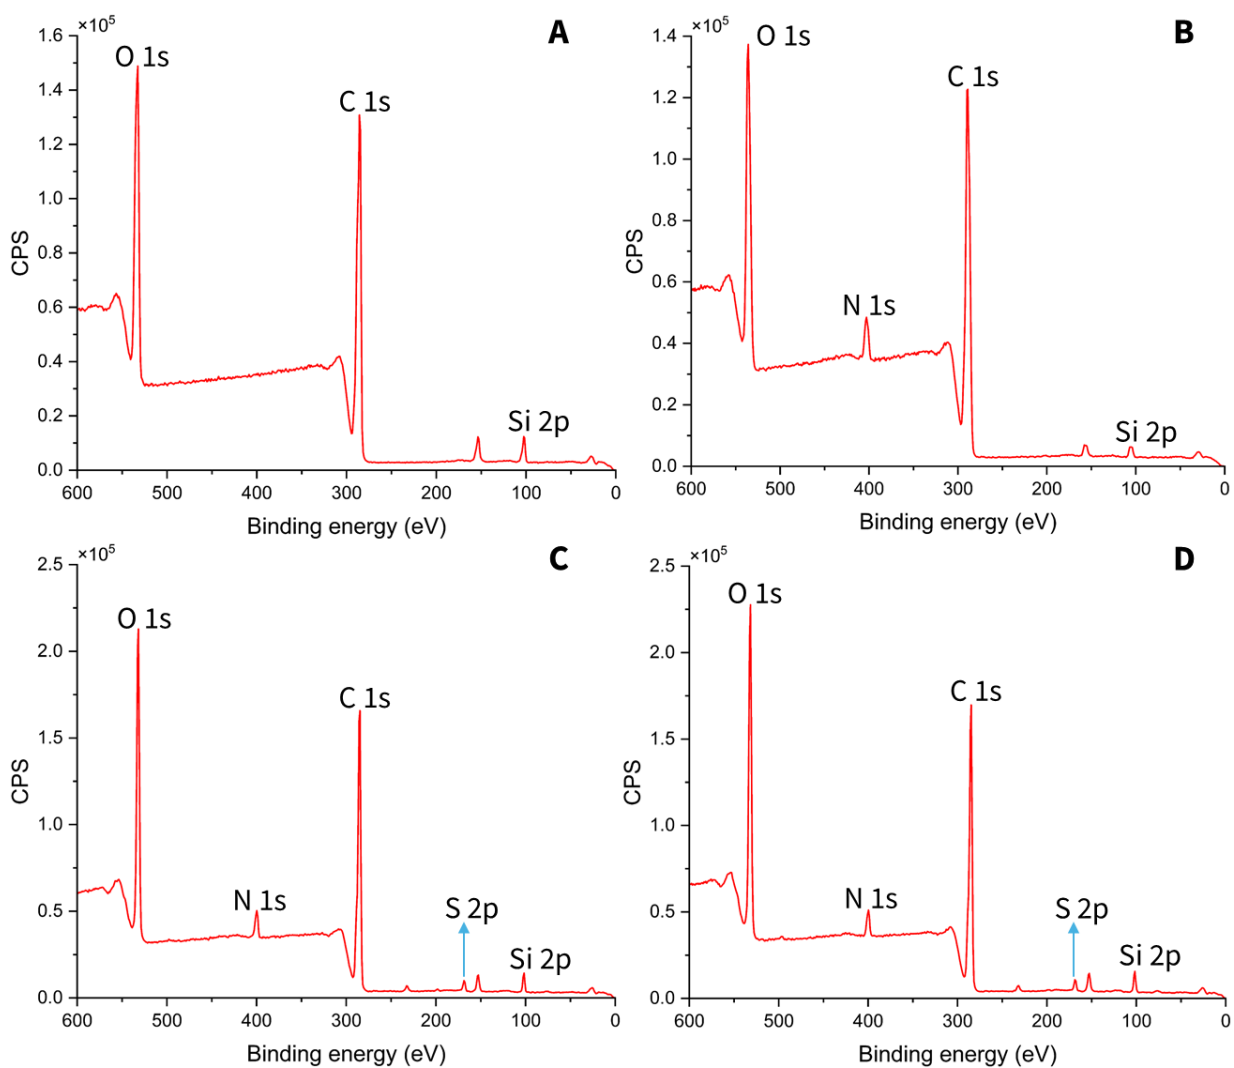 ×10⁵
A
1.6
O 1s
1.4
C 1s
1.2
1.0
CPS
0.8
0.6
0.4
Si 2p
0.2
0.0
600 500 400 300 200 100 0
Binding energy (eV)
×10⁵
B
1.4
O 1s
C 1s
1.2
1.0
0.8
CPS
0.6
N 1s
0.4
Si 2p
0.2
0.0
600 500 400 300 200 100 0
Binding energy (eV)
×10⁵
C
2.5
O 1s
2.0
C 1s
1.5
CPS
1.0
N 1s
S 2p
0.5
Si 2p
0.0
600 500 400 300 200 100 0
Binding energy (eV)
×10⁵
D
2.5
O 1s
2.0
C 1s
1.5
CPS
1.0
N 1s
S 2p
0.5
Si 2p
0.0
600 500 400 300 200 100 0
Binding energy (eV)